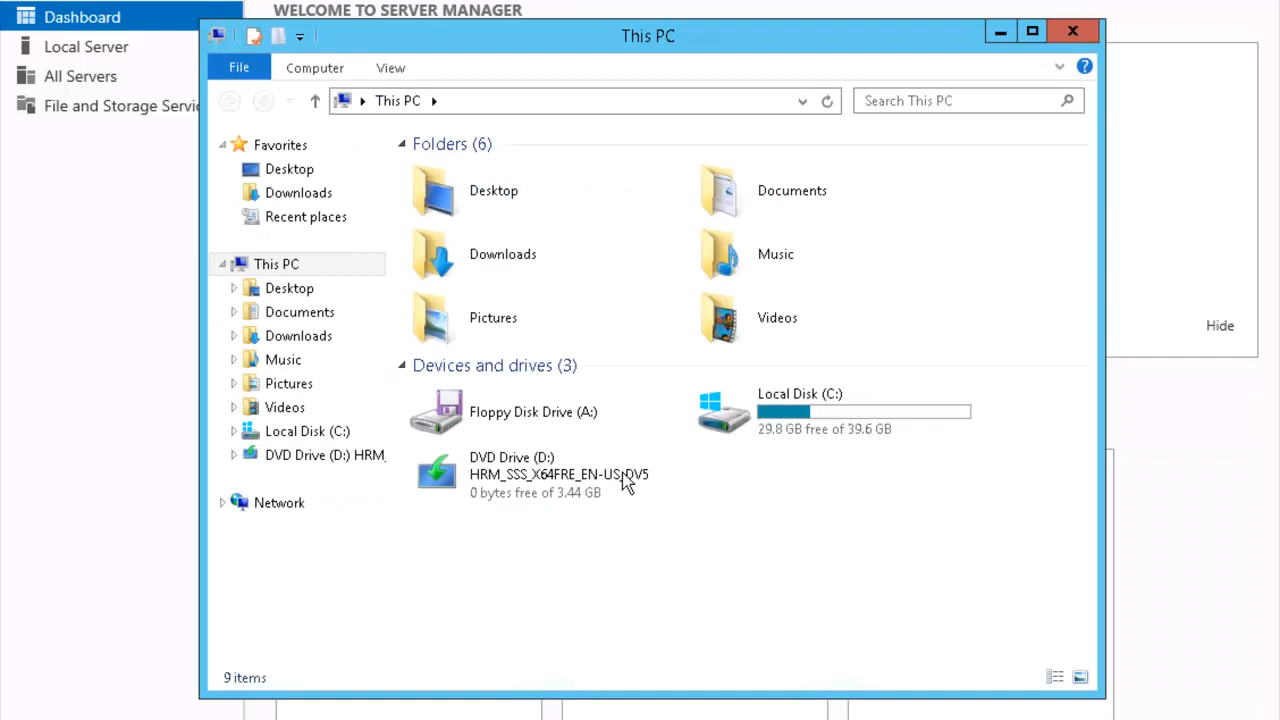 Dashboard
Local Server
All Servers
File and Storage Servic
WELCOME TO SERVER MANAGER
This PC
File
Computer
View
This PC
Search This PC
Favorites
Desktop
Downloads
Recent places
This PC
Desktop
Documents
Downloads
Music
Pictures
Videos
Local Disk (C:)
DVD Drive (D:) HRM_
Network
Folders (6)
Desktop
Documents
Downloads
Music
Pictures
Videos
Devices and drives (3)
Floppy Disk Drive (A:)
Local Disk (C:)
29.8 GB free of 39.6 GB
DVD Drive (D:)
HRM_SSS_X64FRE_EN-US_DV5
0 bytes free of 3.44 GB
9 items
Hide